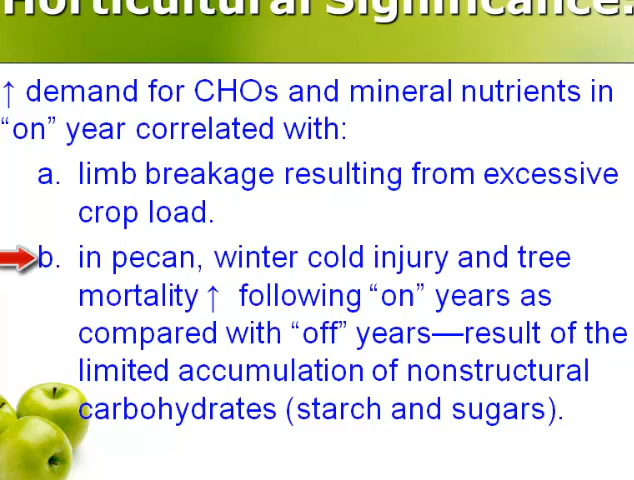 Horticultural Significance:
↑ demand for CHOs and mineral nutrients in
“on” year correlated with:
a. limb breakage resulting from excessive
crop load.
b. in pecan, winter cold injury and tree
mortality ↑ following “on” years as
compared with “off” years—result of the
limited accumulation of nonstructural
carbohydrates (starch and sugars).